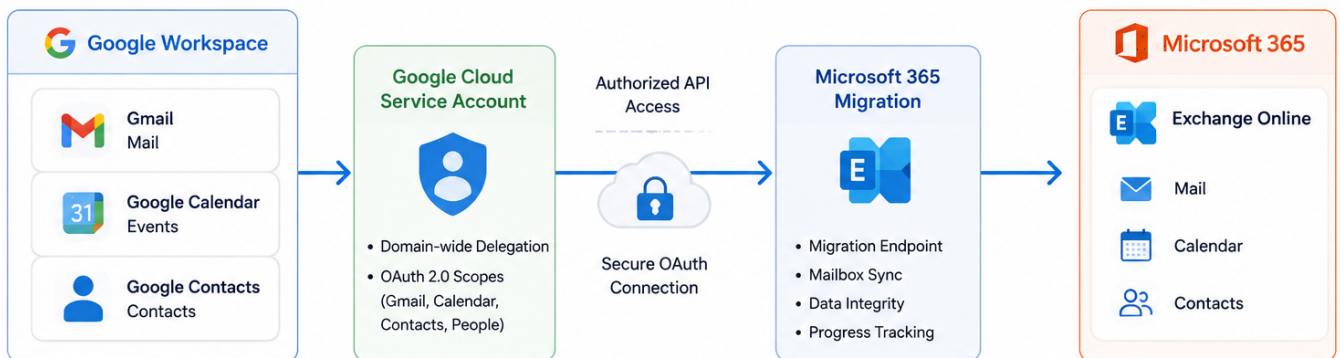 Google Workspace
Gmail
Mail
31
Google Calendar
Events
Google Contacts
Contacts
Google Cloud
Service Account
• Domain-wide Delegation
• OAuth 2.0 Scopes
(Gmail, Calendar,
Contacts, People)
Authorized API
Access
Secure OAuth
Connection
Microsoft 365
Migration
E
• Migration Endpoint
• Mailbox Sync
• Data Integrity
• Progress Tracking
Microsoft 365
E
Exchange Online
Mail
Calendar
Contacts